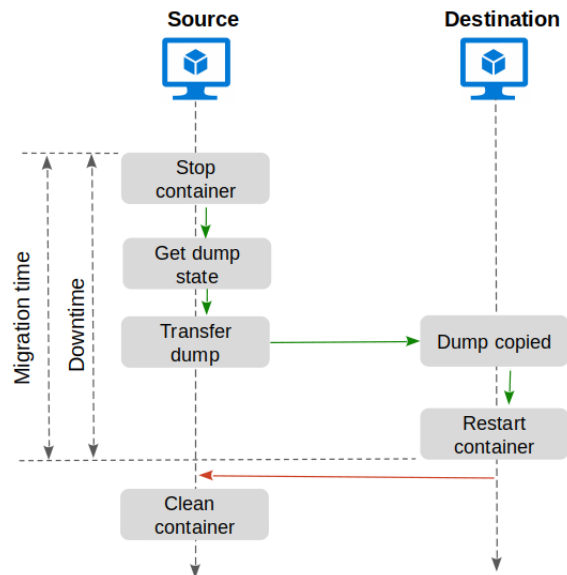 Source
Destination
Stop
container
Get dump
state
Transfer
dump
Dump copied
Restart
container
Clean
container
Migration time
Downtime